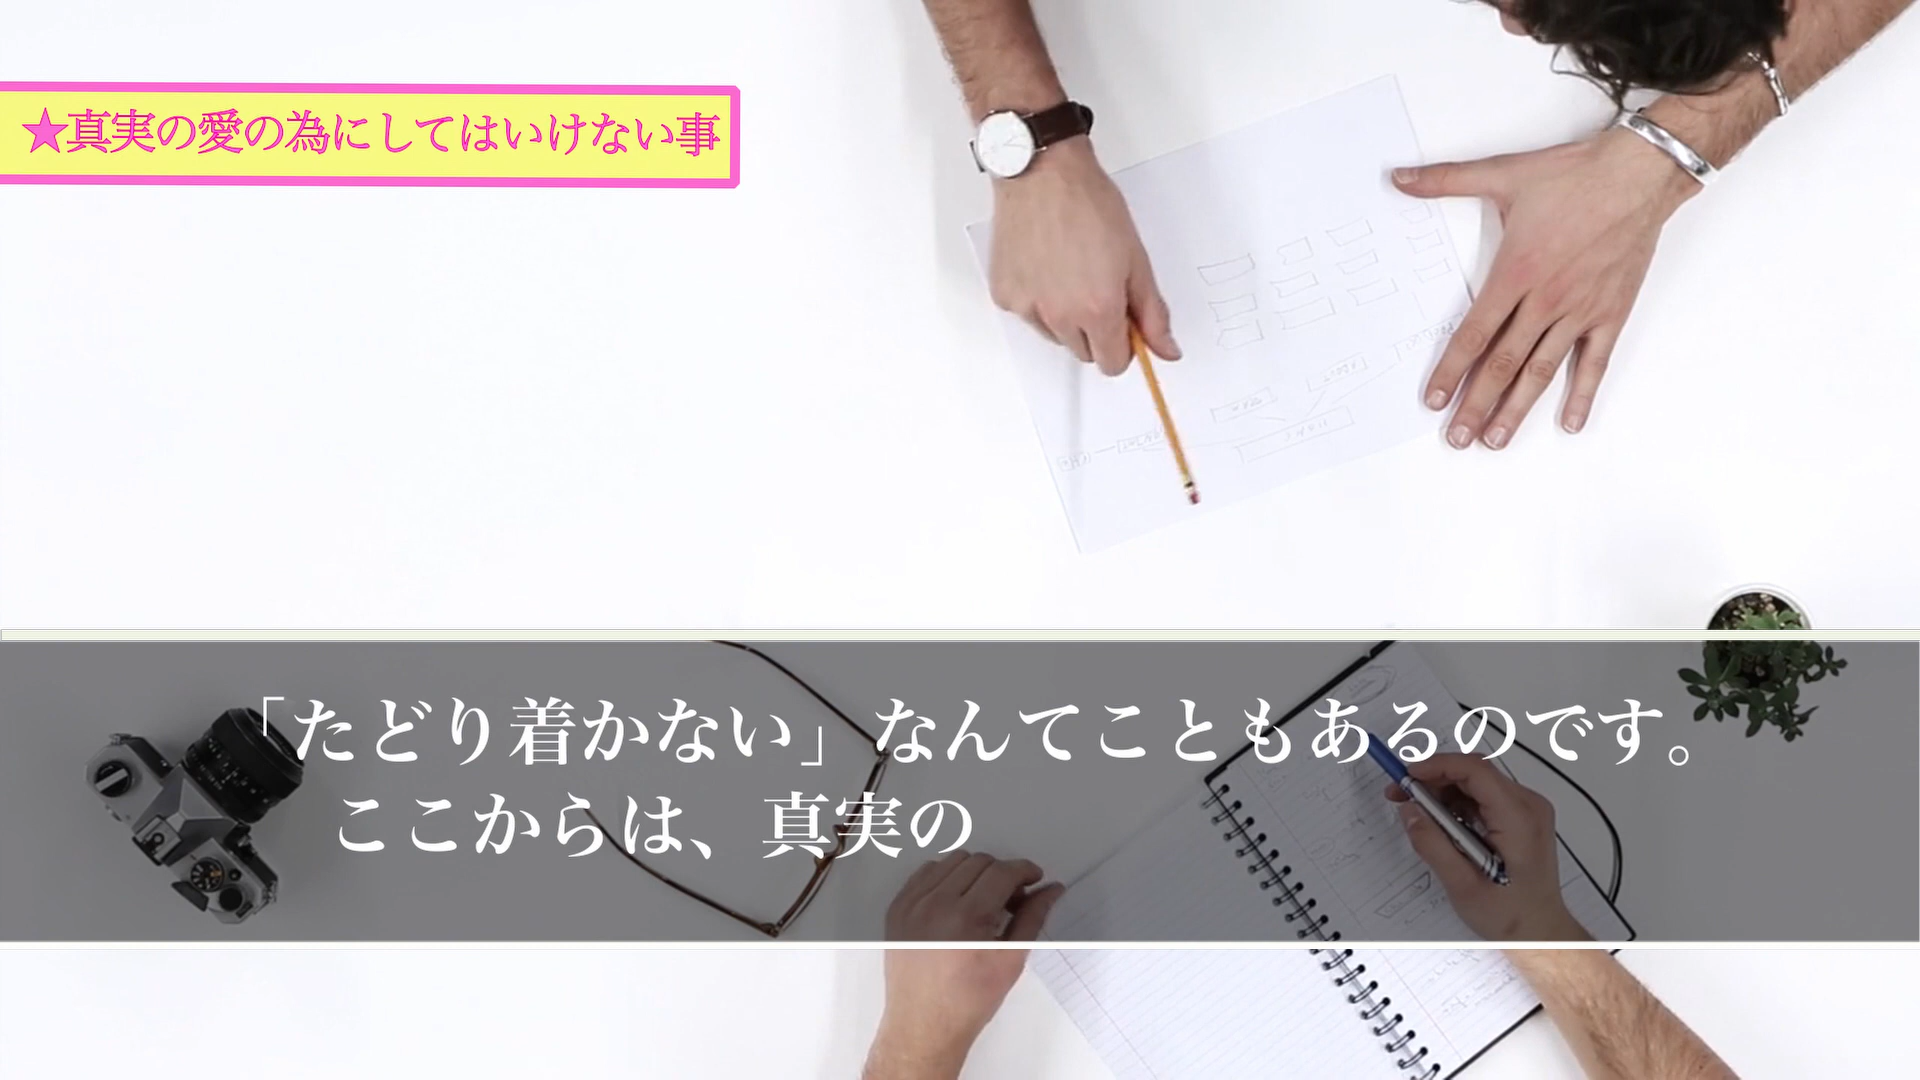 ★真実の愛の為にしてはいけない事
「たどり着かない」なんてこともあるのです。
ここからは、真実の